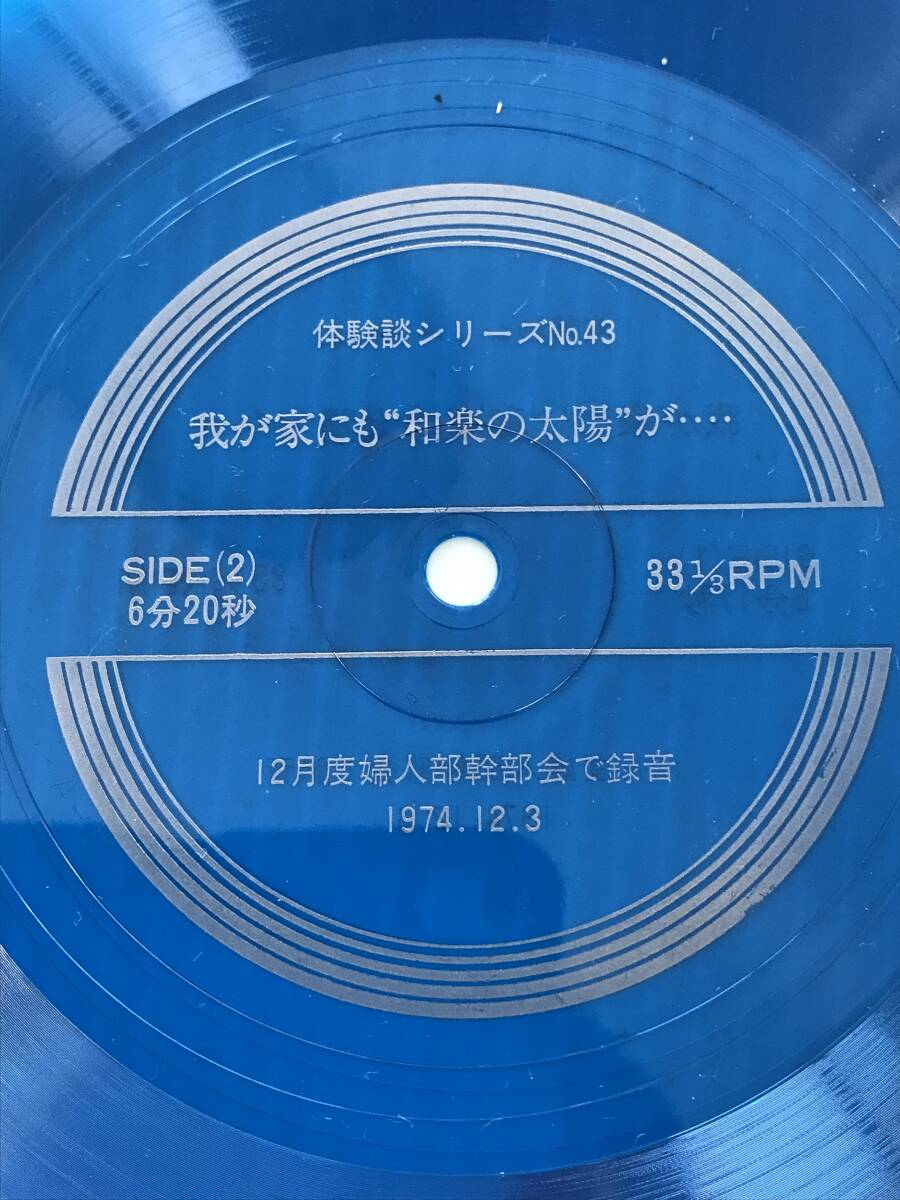 体験談シリーズNo.43
我が家にも“和楽の太陽”が‥‥
SIDE(2)
6分20秒
33 1/3RPM
12月度婦人部幹部会で録音
1974.12.3